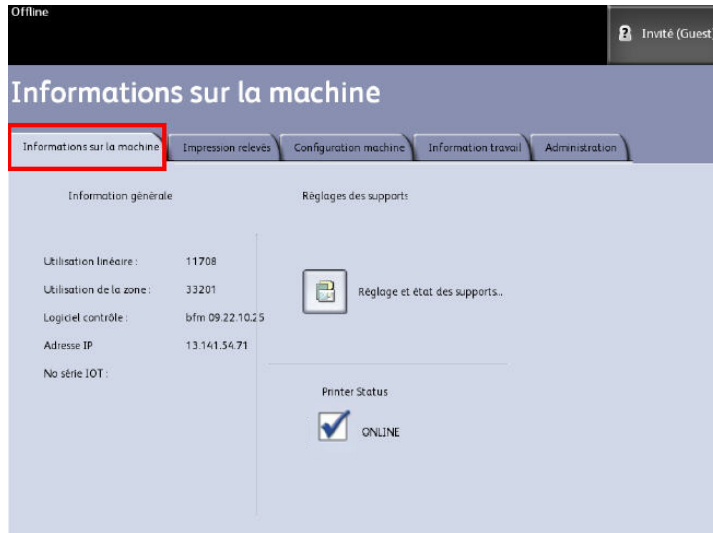 Offline
Invité (Guest)
Informations sur la machine
Informations sur la machine
Impression relevés
Configuration machine
Information travail
Administration
Information générale
Réglages des supports
Utilisation linéaire : 11708
Utilisation de la zone : 33201
Logiciel contrôle : bfm 09.22.10.25
Adresse IP 13.141.54.71
No série IOT :
Réglage et état des supports...
Printer Status
ONLINE